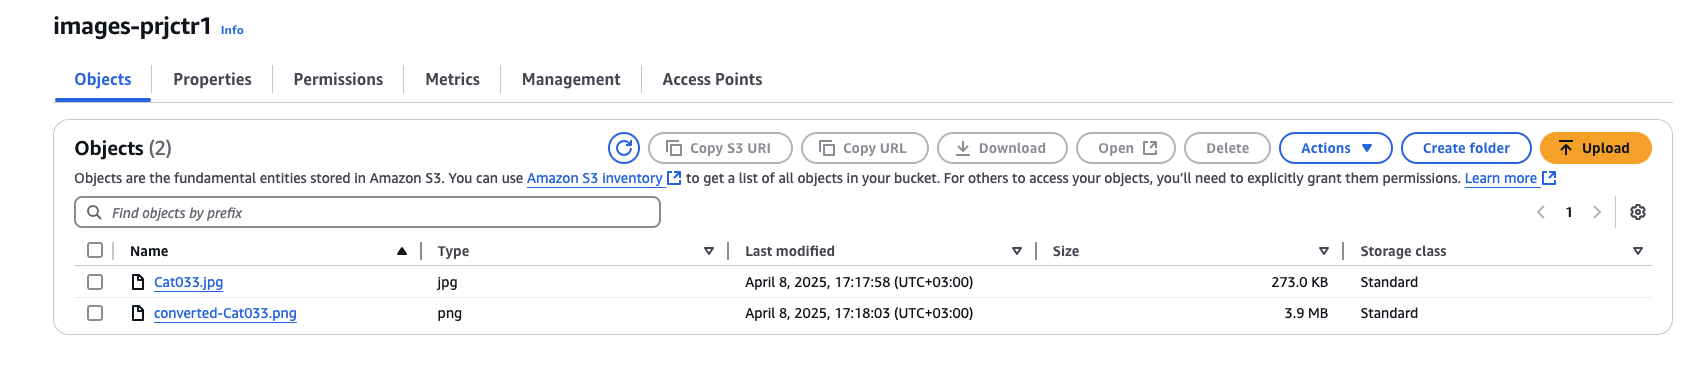 images-prjctr1 Info
Objects Properties Permissions Metrics Management Access Points
Objects (2) Copy S3 URI Copy URL Download Open Delete Actions Create folder Upload
Objects are the fundamental entities stored in Amazon S3. You can use Amazon S3 inventory to get a list of all objects in your bucket. For others to access your objects, you'll need to explicitly grant them permissions. Learn more
Find objects by prefix 1
Name Type Last modified Size Storage class
Cat033.jpg jpg April 8, 2025, 17:17:58 (UTC+03:00) 273.0 KB Standard
converted-Cat033.png png April 8, 2025, 17:18:03 (UTC+03:00) 3.9 MB Standard